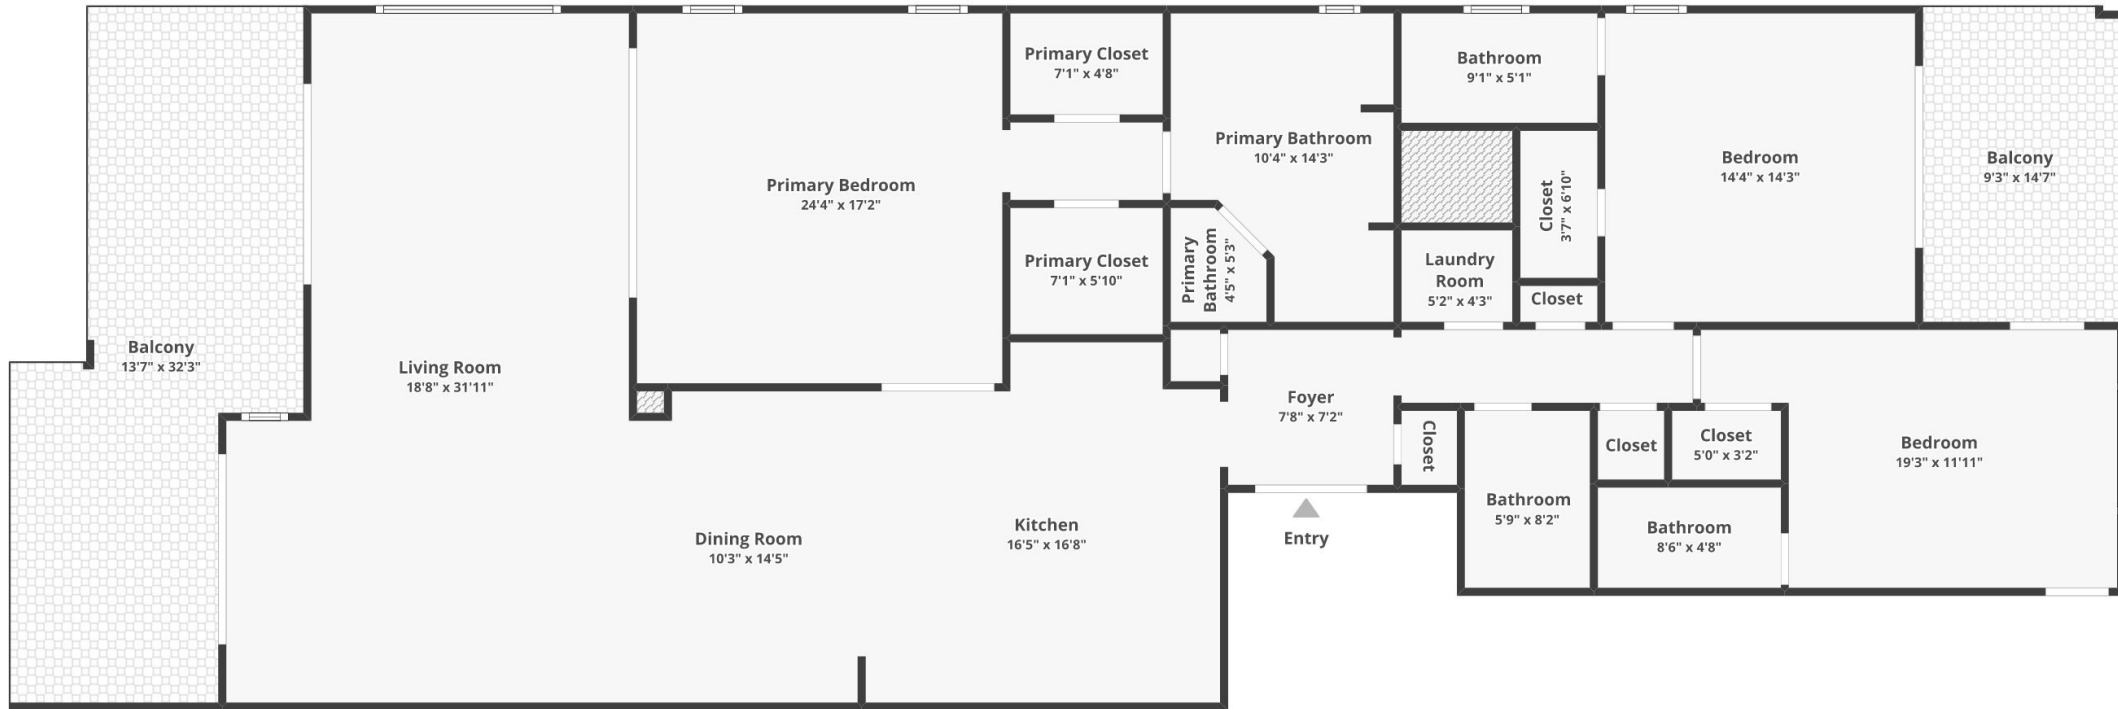 Primary Closet
7'1" x 4'8"
Bathroom
9'1" x 5'1"
Primary Bathroom
10'4" x 14'3"
Bedroom
14'4" x 14'3"
Balcony
9'3" x 14'7"
Primary Bedroom
24'4" x 17'2"
Closet
3'7" x 6'10"
Primary Closet
7'1" x 5'10"
Primary
Bathroom
4'5" x 5'3"
Laundry
Room
5'2" x 4'3"
Closet
Balcony
13'7" x 32'3"
Living Room
18'8" x 31'11"
Foyer
7'8" x 7'2"
Closet
Closet
Closet
5'0" x 3'2"
Bedroom
19'3" x 11'11"
Bathroom
5'9" x 8'2"
Bathroom
8'6" x 4'8"
Dining Room
10'3" x 14'5"
Kitchen
16'5" x 16'8"
Entry